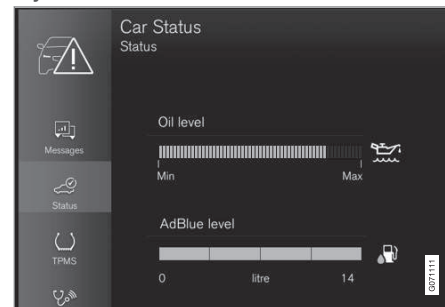 Car Status
Status
Messages
Status
TPMS
Oil level
Min Max
AdBlue level
0 litre 14
G071111